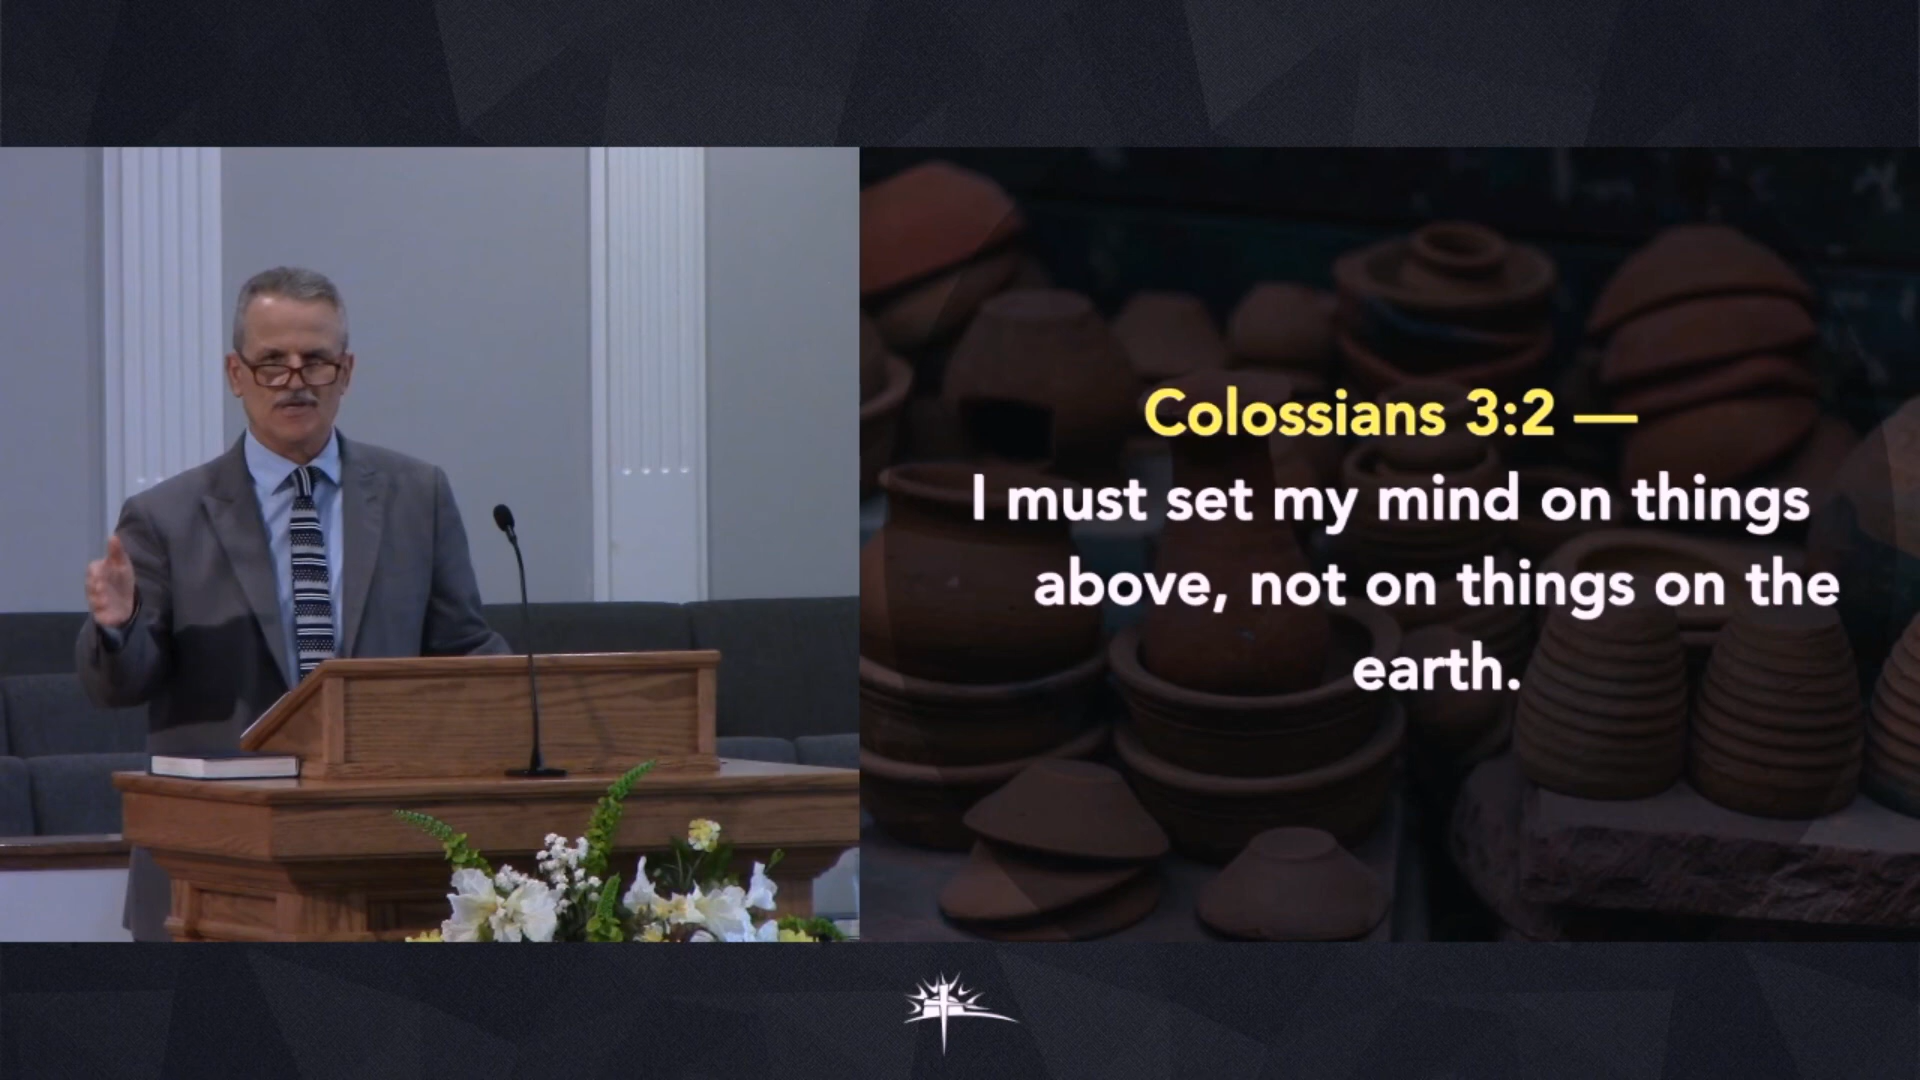 Colossians 3:2 —
I must set my mind on things
above, not on things on the
earth.